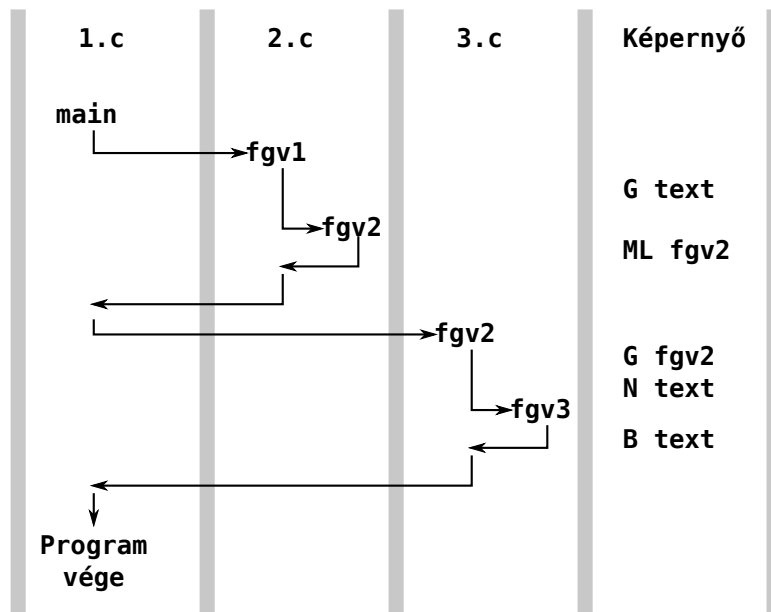 1.c 2.c 3.c Képernyő
main
fgv1
G text
fgv2
ML fgv2
fgv2
G fgv2
N text
fgv3
B text
Program
vége